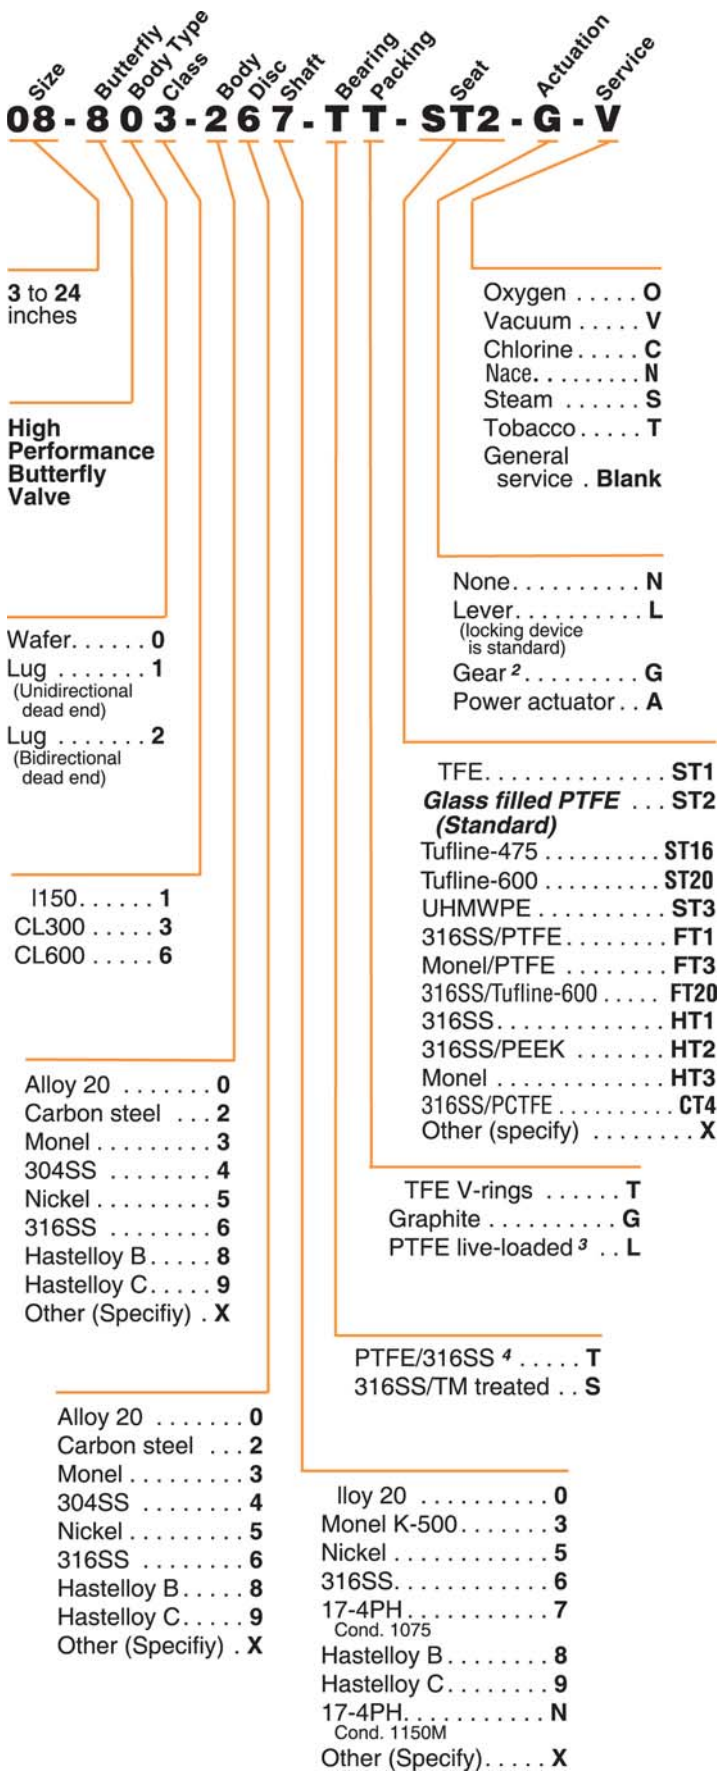 Size
Butterfly
Body Type
Class
Body
Disc
Shaft
Bearing
Packing
Seat
Actuation
Service
08 - 8 0 3 - 2 6 7 - T T - ST2 - G - V
3 to 24
inches
High
Performance
Butterfly
Valve
Wafer. . . . . . 0
Lug . . . . . . . 1
(Unidirectional
dead end)
Lug . . . . . . . 2
(Bidirectional
dead end)
I150. . . . . . 1
CL300 . . . . . 3
CL600 . . . . . 6
Alloy 20 . . . . . . . 0
Carbon steel . . . 2
Monel . . . . . . . . . 3
304SS . . . . . . . . 4
Nickel . . . . . . . . . 5
316SS . . . . . . . . 6
Hastelloy B. . . . . 8
Hastelloy C. . . . . 9
Other (Specifiy) . X
Alloy 20 . . . . . . . 0
Carbon steel . . . 2
Monel . . . . . . . . . 3
304SS . . . . . . . . 4
Nickel . . . . . . . . . 5
316SS . . . . . . . . 6
Hastelloy B. . . . . 8
Hastelloy C. . . . . 9
Other (Specifiy) . X
Oxygen . . . . . O
Vacuum . . . . . V
Chlorine . . . . . C
Nace. . . . . . . . . N
Steam . . . . . . S
Tobacco . . . . . T
General
service . Blank
None. . . . . . . . . . N
Lever. . . . . . . . . . L
(locking device
is standard)
Gear 2 . . . . . . . . . G
Power actuator . . A
TFE. . . . . . . . . . . . . . ST1
Glass filled PTFE . . . ST2
(Standard)
Tufline-475 . . . . . . . . . . ST16
Tufline-600 . . . . . . . . . . ST20
UHMWPE . . . . . . . . . . ST3
316SS/PTFE. . . . . . . . FT1
Monel/PTFE . . . . . . . . FT3
316SS/Tufline-600 . . . . . FT20
316SS. . . . . . . . . . . . . HT1
316SS/PEEK . . . . . . . HT2
Monel . . . . . . . . . . . . . HT3
316SS/PCTFE . . . . . . . . . . CT4
Other (specify) . . . . . . . . X
TFE V-rings . . . . . . T
Graphite . . . . . . . . . . G
PTFE live-loaded 3 . . L
PTFE/316SS 4 . . . . . T
316SS/TM treated . . S
lloy 20 . . . . . . . . . . 0
Monel K-500. . . . . . . 3
Nickel . . . . . . . . . . . . 5
316SS. . . . . . . . . . . . 6
17-4PH. . . . . . . . . . . 7
Cond. 1075
Hastelloy B . . . . . . . . 8
Hastelloy C. . . . . . . . 9
17-4PH. . . . . . . . . . . N
Cond. 1150M
Other (Specify). . . . . X